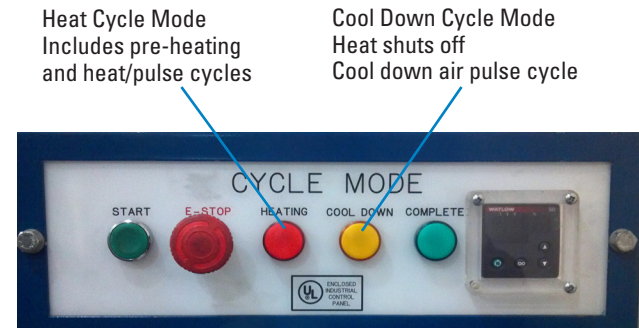 Heat Cycle Mode
Includes pre-heating
and heat/pulse cycles
Cool Down Cycle Mode
Heat shuts off
Cool down air pulse cycle
CYCLE MODE
START E-STOP HEATING COOL DOWN COMPLETE
WATLOW
UL
ENCLOSED
INDUSTRIAL
CONTROL
PANEL